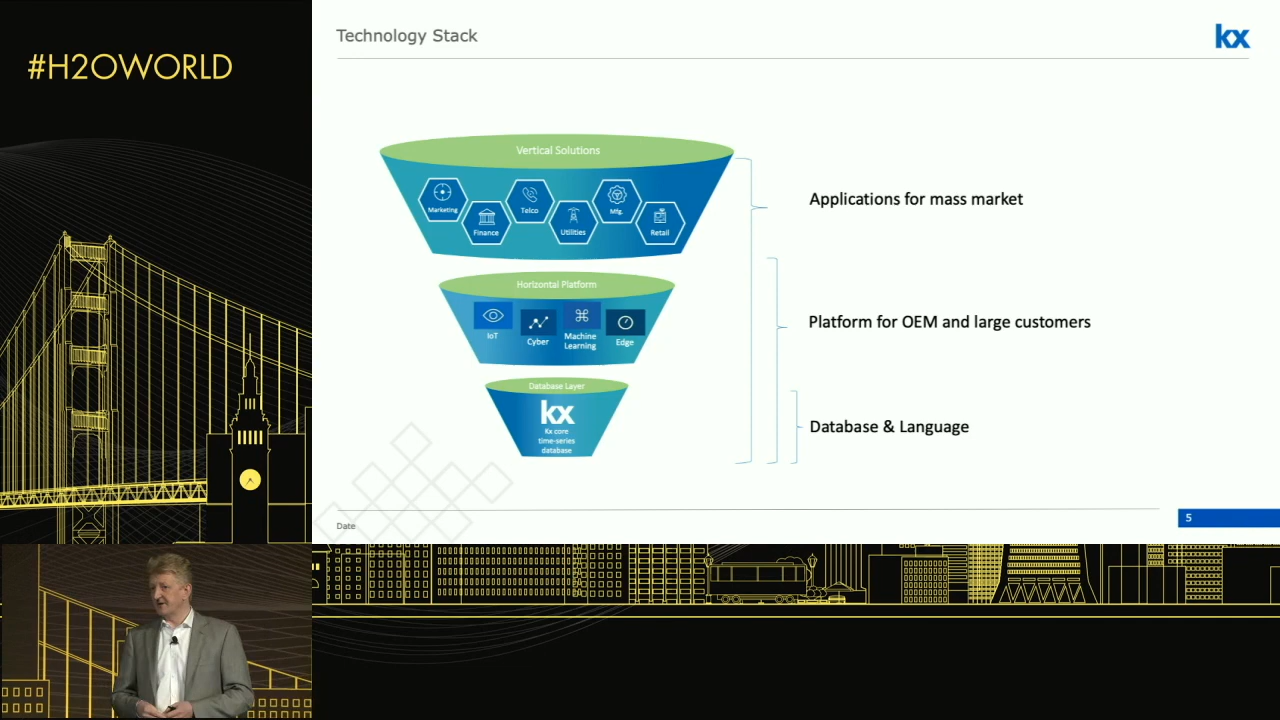 #H2OWORLD
Technology Stack
kx
Vertical Solutions
Marketing
Finance
Telco
Utilities
Mfg.
Retail
Applications for mass market
Horizontal Platform
IoT
Cyber
Machine
Learning
Edge
Platform for OEM and large customers
Database Layer
kx
Kx core
time-series
database
Database & Language
Date
5